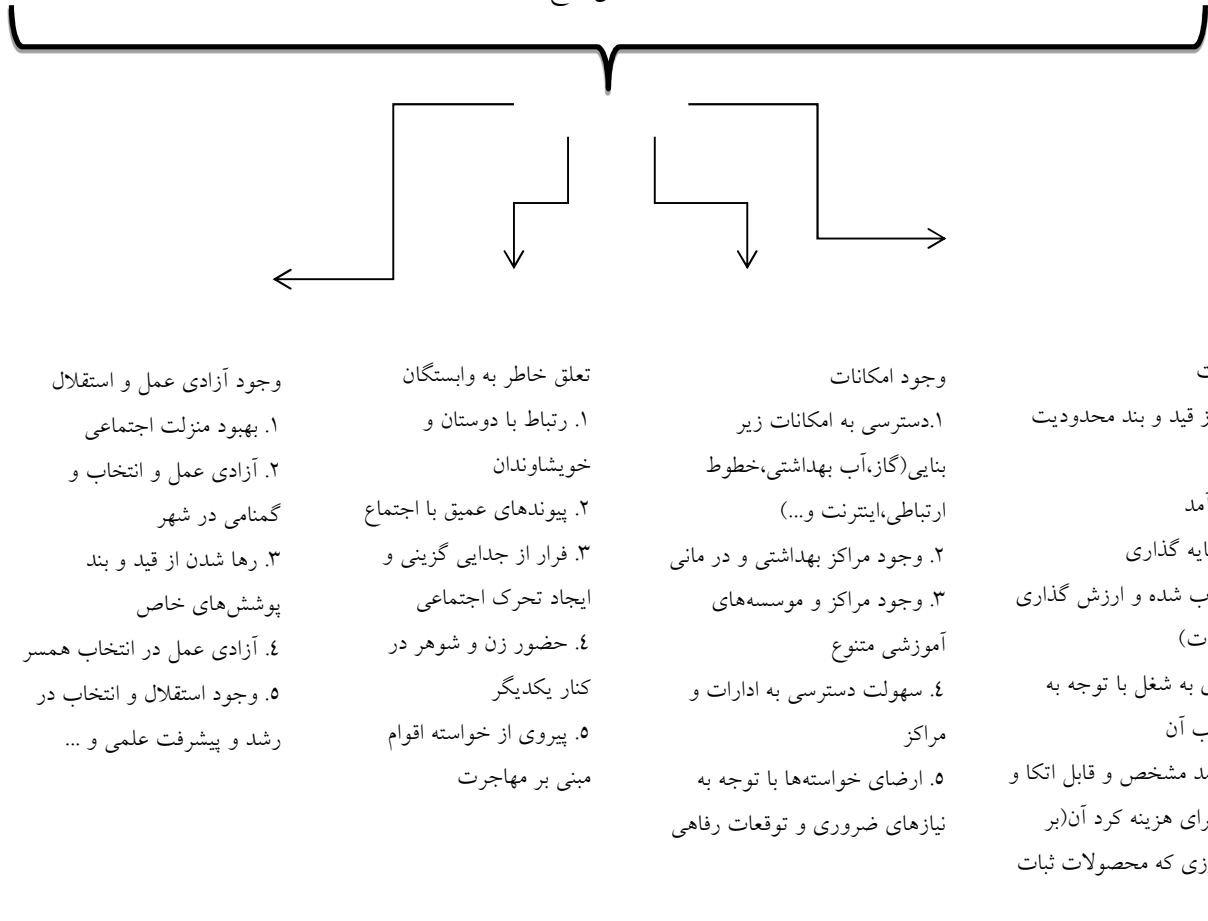 ز قید و بند محدودیت
گذاری
شده و ارزش گذاری
به شغل با توجه به
آن
مشخص و قابل اتکا و
هزینه کرد آن(بر
که محصولات ثبات
وجود امکانات
۱.دسترسی به امکانات زیر
بنایی(گاز،آب بهداشتی،خطوط
ارتباطی،اینترنت و...)
۲. وجود مراکز بهداشتی و در مانی
۳. وجود مراکز و موسسه‌های
آموزشی متنوع
٤. سهولت دسترسی به ادارات و
مراکز
٥. ارضای خواسته‌ها با توجه به
نیازهای ضروری و توقعات رفاهی
تعلق خاطر به وابستگان
۱. رتباط با دوستان و
خویشاوندان
۲. پیوندهای عمیق با اجتماع
۳. فرار از جدایی گزینی و
ایجاد تحرک اجتماعی
٤. حضور زن و شوهر در
کنار یکدیگر
٥. پیروی از خواسته اقوام
مبنی بر مهاجرت
وجود آزادی عمل و استقلال
۱. بهبود منزلت اجتماعی
۲. آزادی عمل و انتخاب و
گمنامی در شهر
۳. رها شدن از قید و بند
پوشش‌های خاص
٤. آزادی عمل در انتخاب همسر
٥. وجود استقلال و انتخاب در
رشد و پیشرفت علمی و ...